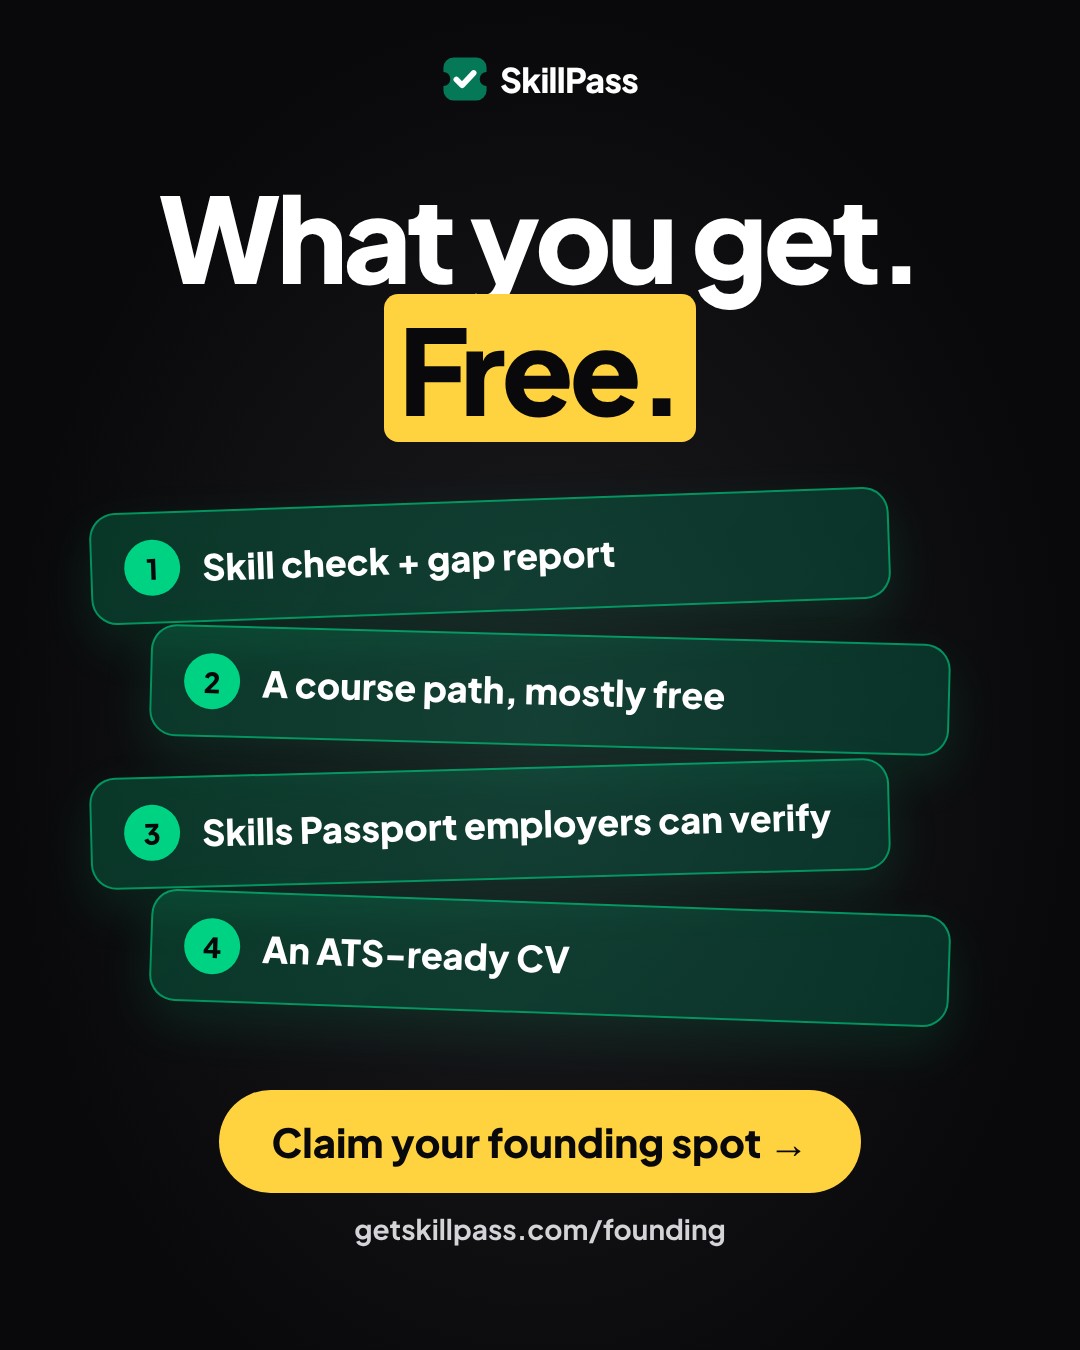 SkillPass
What you get.
Free.
1 Skill check + gap report
2 A course path, mostly free
3 Skills Passport employers can verify
4 An ATS-ready CV
Claim your founding spot →
getskillpass.com/founding